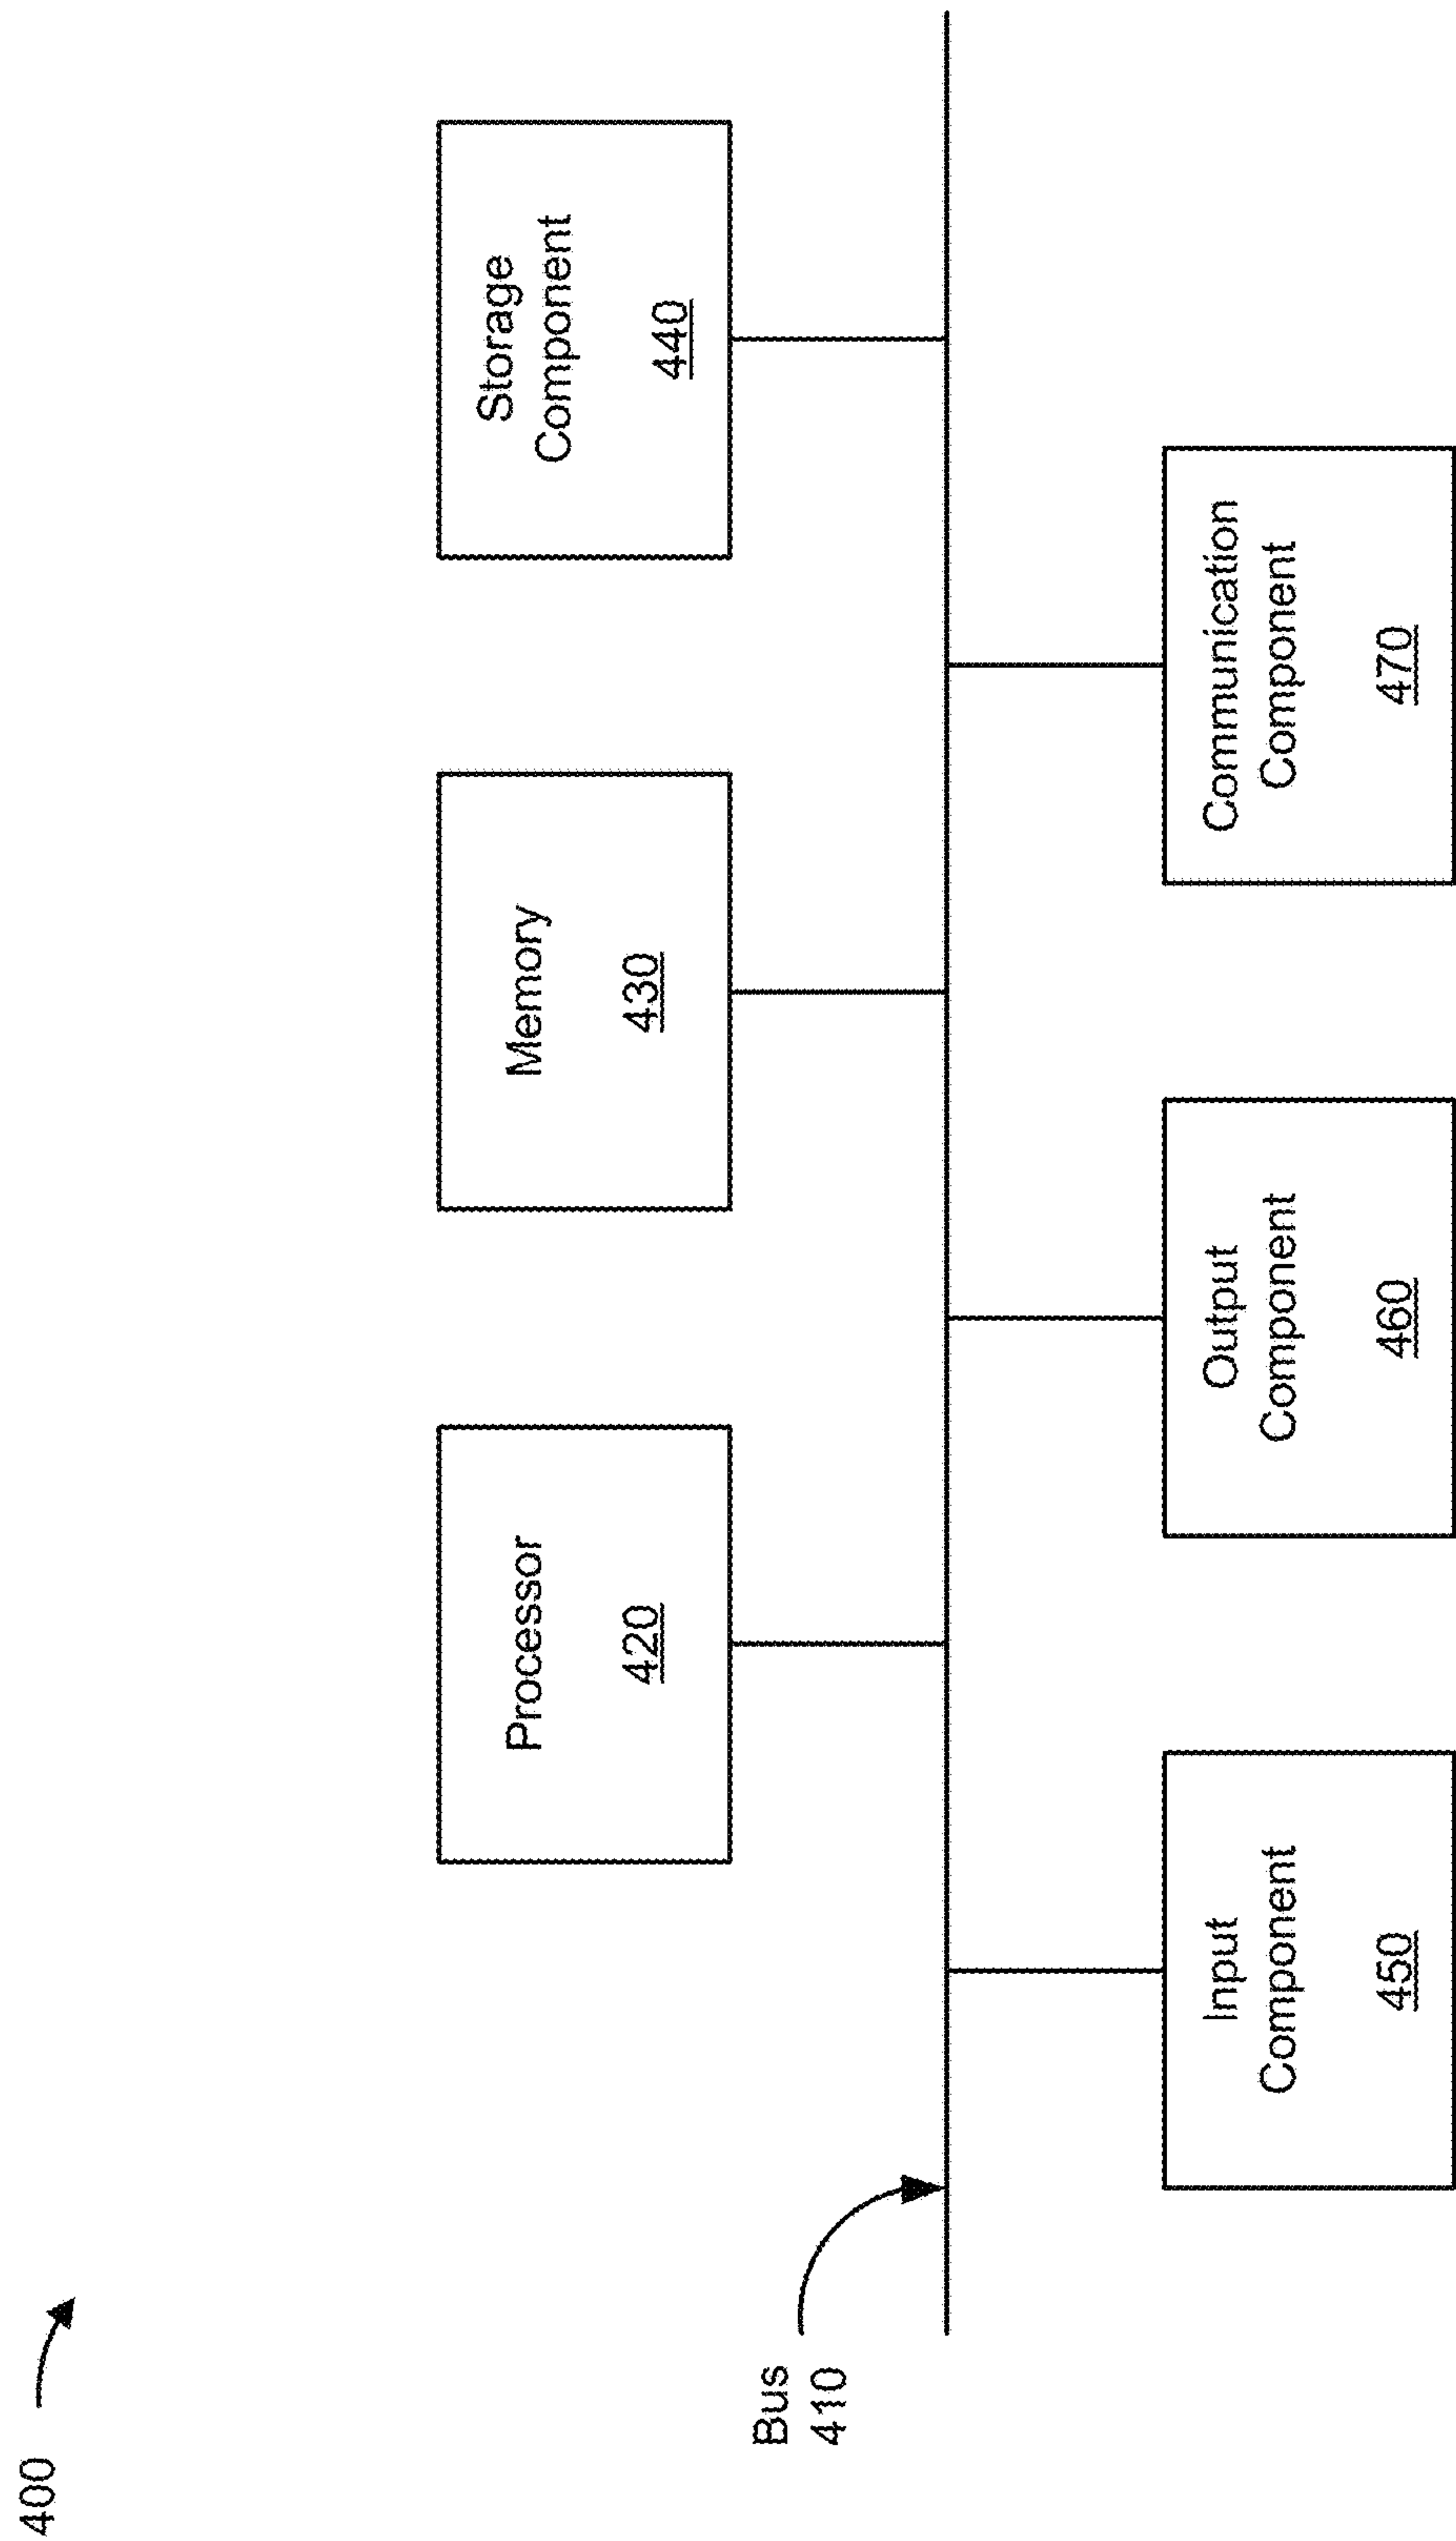 400
Processor
420
Memory
430
Storage
Component
440
Bus
410
Input
Component
450
Output
Component
460
Communication
Component
470